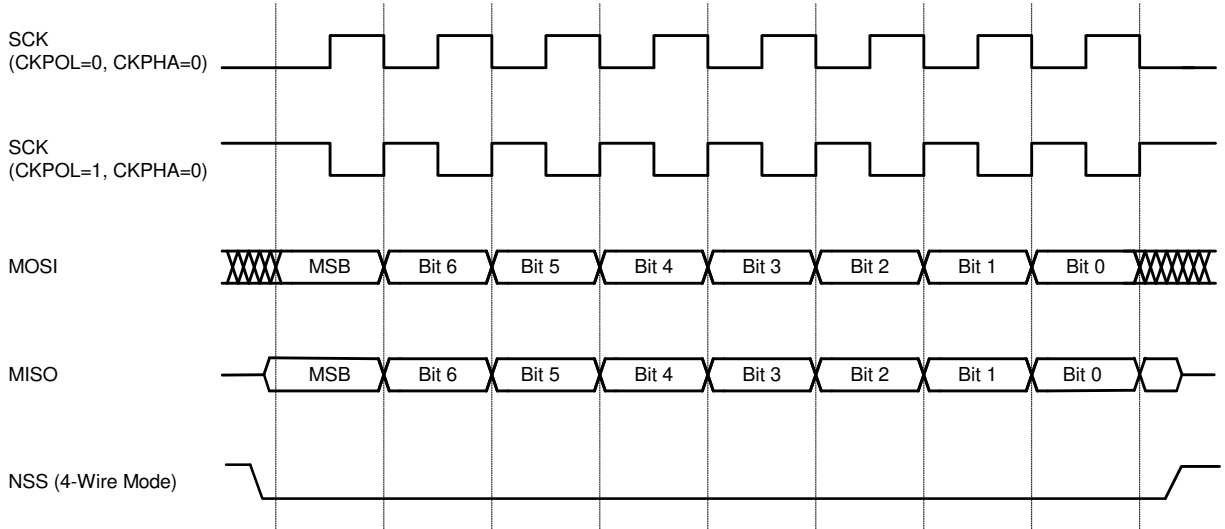 SCK
(CKPOL=0, CKPHA=0)
SCK
(CKPOL=1, CKPHA=0)
MOSI
MSB Bit 6 Bit 5 Bit 4 Bit 3 Bit 2 Bit 1 Bit 0
MISO
MSB Bit 6 Bit 5 Bit 4 Bit 3 Bit 2 Bit 1 Bit 0
NSS (4-Wire Mode)